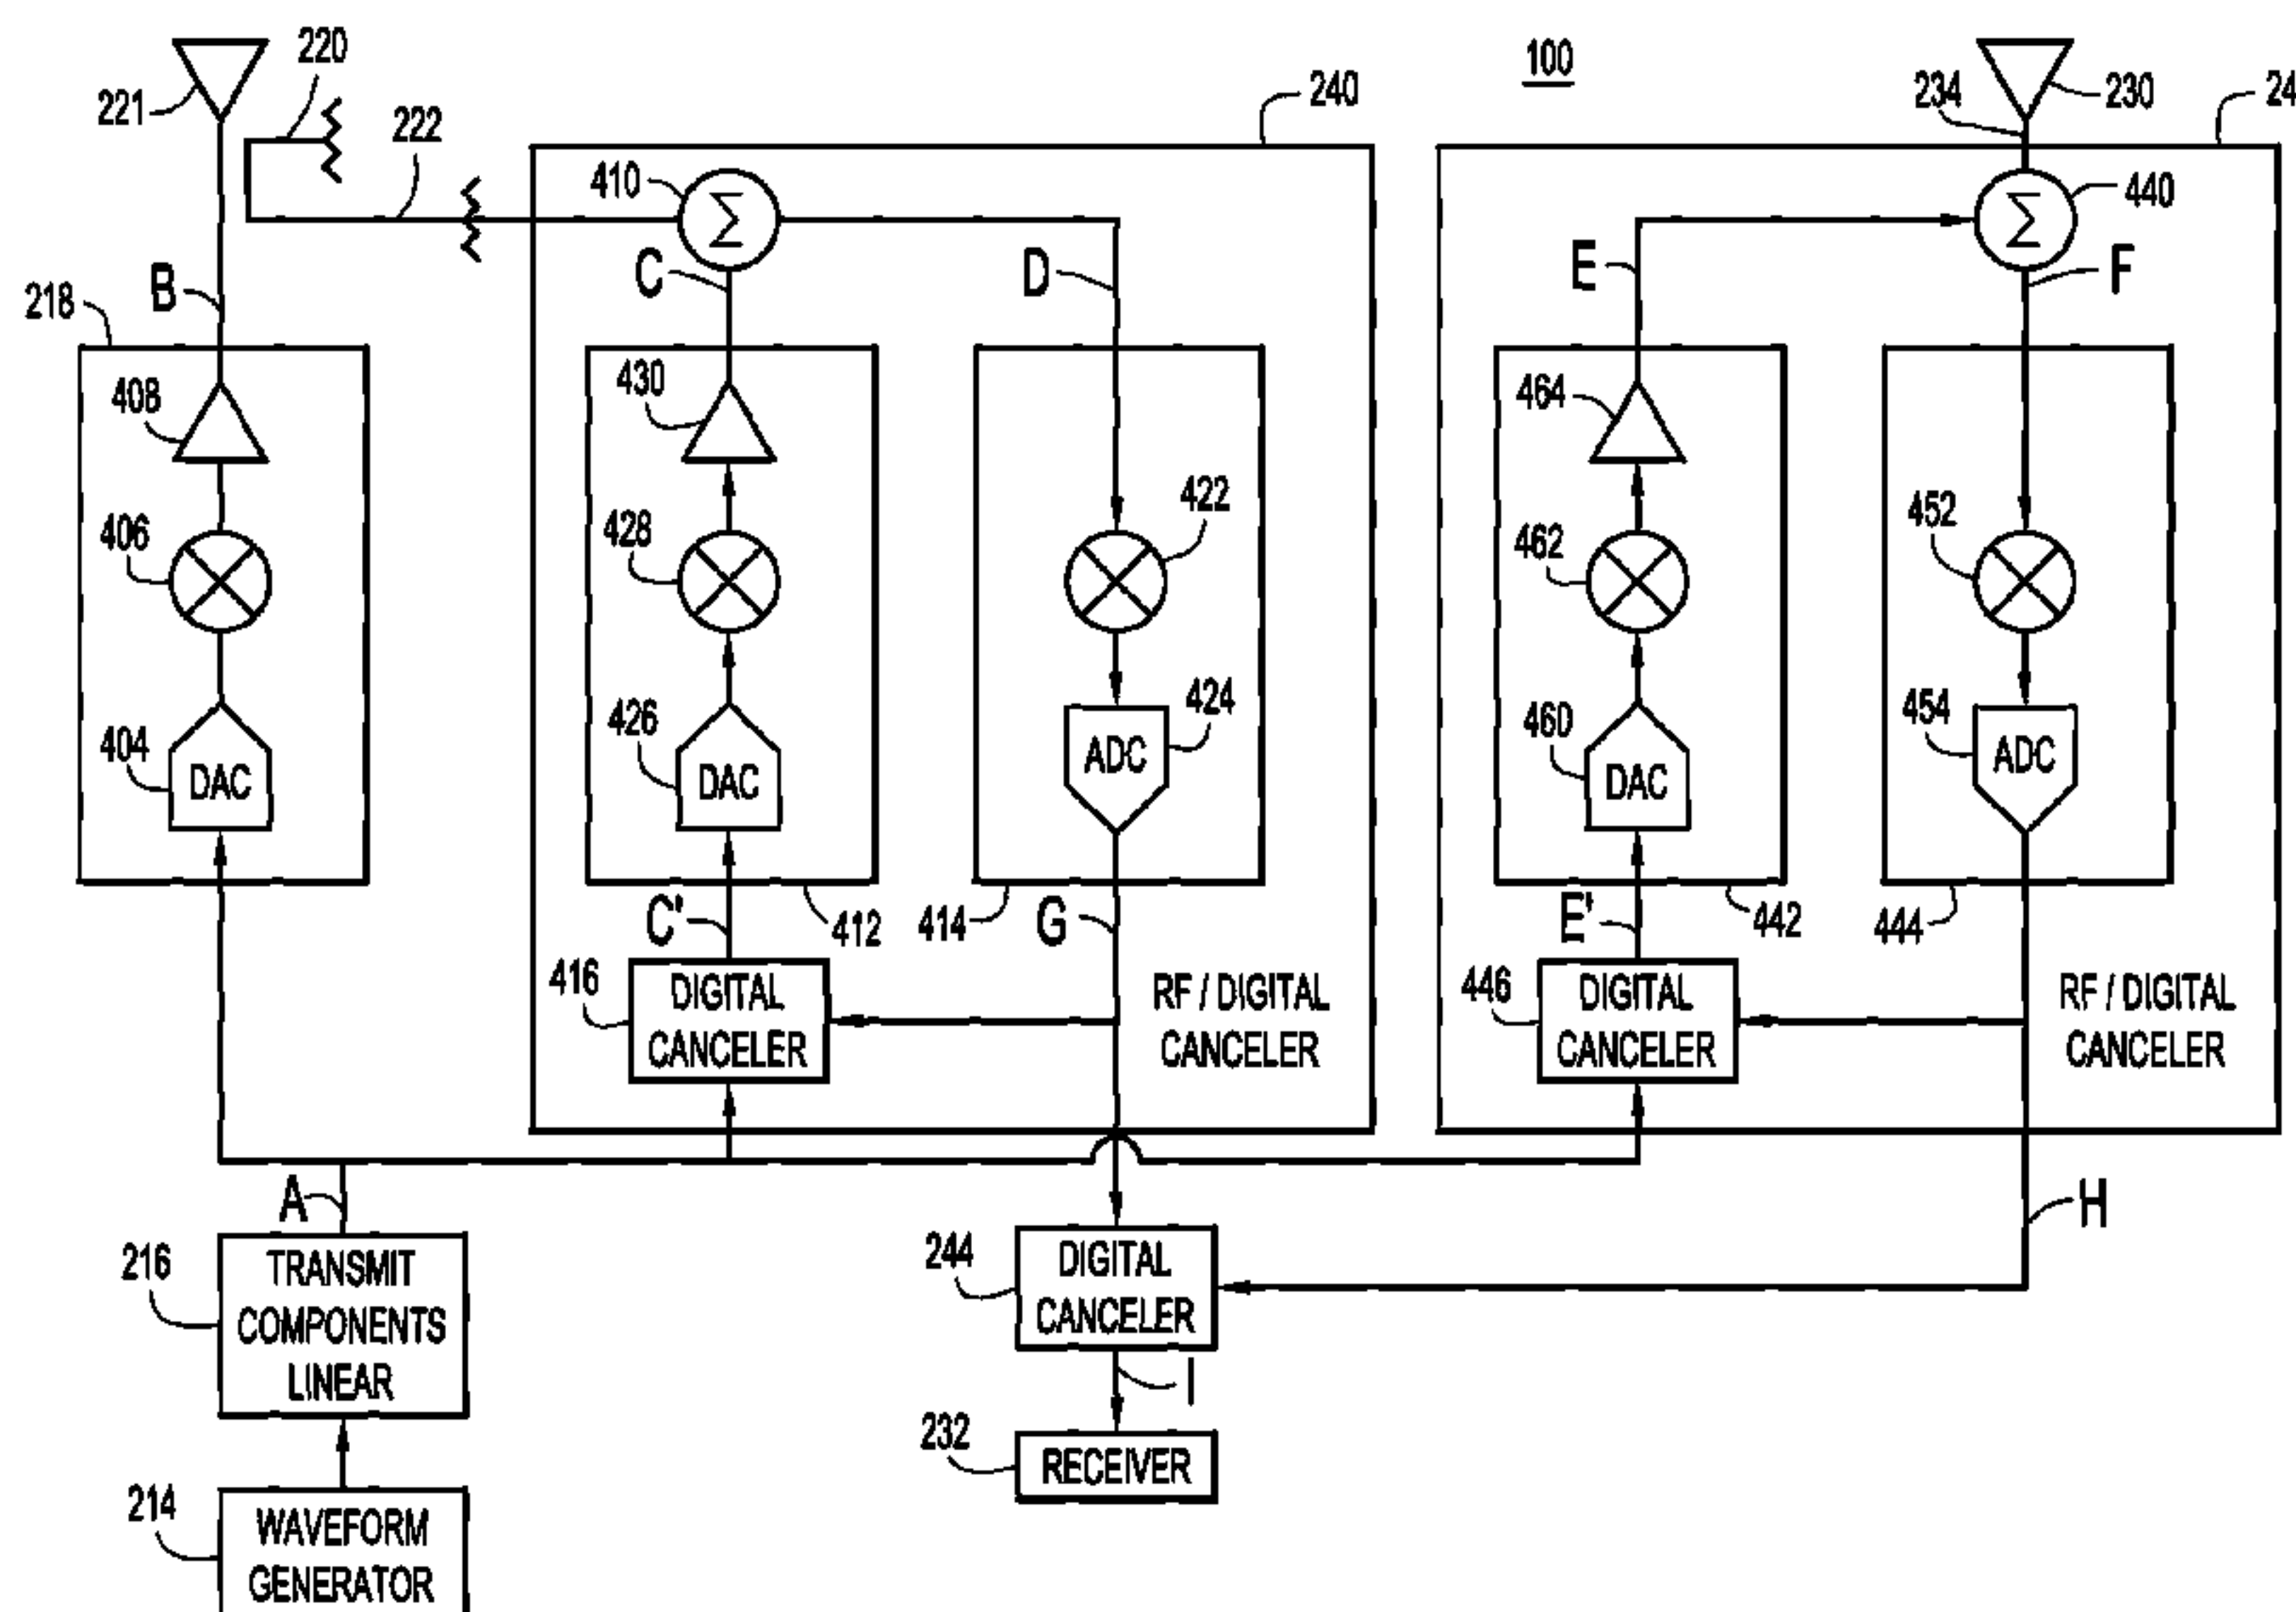 220
100
221
222
240
234
230
24
410
Σ
440
Σ
B
C
D
E
F
218
408
430
464
406
428
422
462
452
404
DAC
426
DAC
ADC
424
460
DAC
454
ADC
C'
412
414
G
E'
442
444
416
DIGITAL
CANCELER
RF / DIGITAL
CANCELER
446
DIGITAL
CANCELER
RF / DIGITAL
CANCELER
A
H
216
TRANSMIT
COMPONENTS
LINEAR
244
DIGITAL
CANCELER
I
232
RECEIVER
214
WAVEFORM
GENERATOR